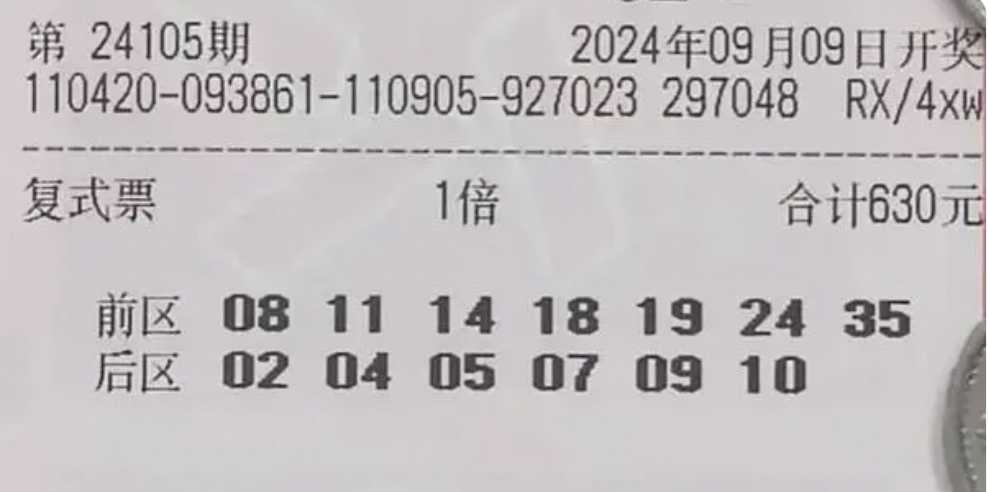 第 24105期 2024年09月09日开奖
110420-093861-110905-927023 297048 RX/4xw
复式票 1倍 合计630元
前区 08 11 14 18 19 24 35
后区 02 04 05 07 09 10